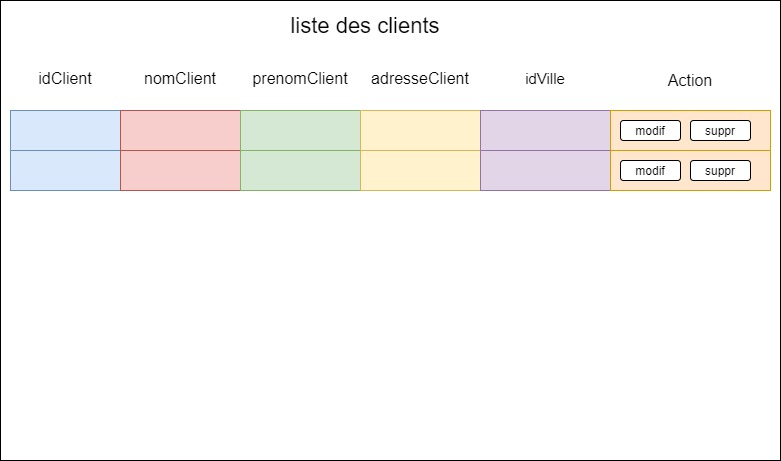 liste des clients
idClient nomClient prenomClient adresseClient idVille Action
modif suppr
modif suppr